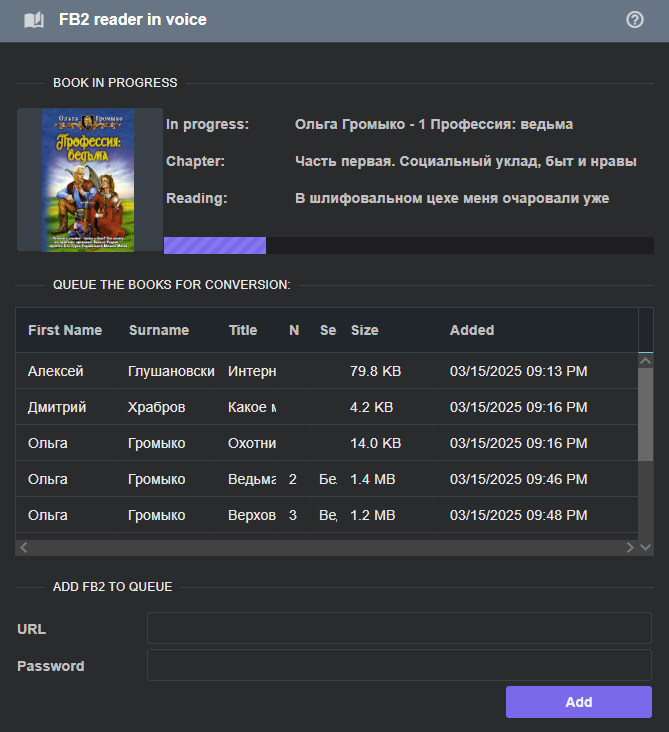 FB2 reader in voice
BOOK IN PROGRESS
Ольга Громыко
Профессия:
ведьма
In progress: Ольга Громыко - 1 Профессия: ведьма
Chapter: Часть первая. Социальный уклад, быт и нравы
Reading: В шлифовальном цехе меня очаровали уже
QUEUE THE BOOKS FOR CONVERSION:
First Name Surname Title N Se Size Added
Алексей Глушановски Интерн 79.8 KB 03/15/2025 09:13 PM
Дмитрий Храбров Какое м 4.2 KB 03/15/2025 09:16 PM
Ольга Громыко Охотни 14.0 KB 03/15/2025 09:16 PM
Ольга Громыко Ведьма 2 Бе 1.4 MB 03/15/2025 09:46 PM
Ольга Громыко Верхов 3 Ве 1.2 MB 03/15/2025 09:48 PM
ADD FB2 TO QUEUE
URL
Password
Add